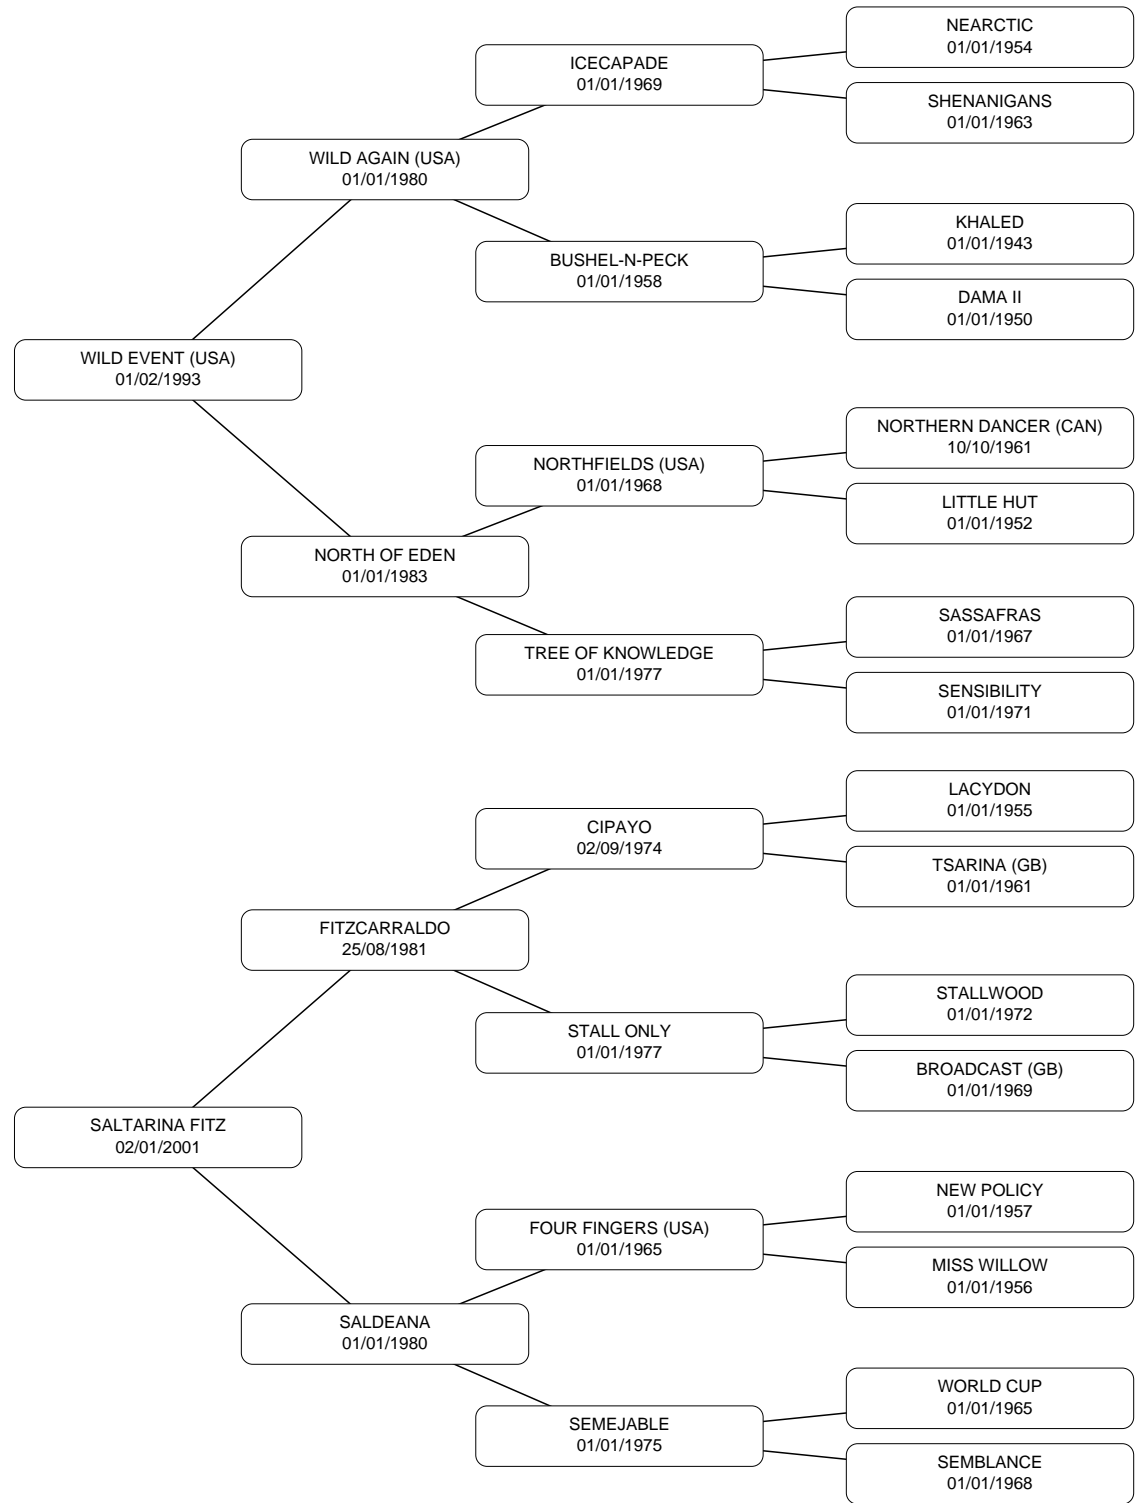 NEARCTIC
01/01/1954
ICECAPADE
01/01/1969
SHENANIGANS
01/01/1963
WILD AGAIN (USA)
01/01/1980
KHALED
01/01/1943
BUSHEL-N-PECK
01/01/1958
DAMA II
01/01/1950
WILD EVENT (USA)
01/02/1993
NORTHERN DANCER (CAN)
10/10/1961
NORTHFIELDS (USA)
01/01/1968
LITTLE HUT
01/01/1952
NORTH OF EDEN
01/01/1983
SASSAFRAS
01/01/1967
TREE OF KNOWLEDGE
01/01/1977
SENSIBILITY
01/01/1971
LACYDON
01/01/1955
CIPAYO
02/09/1974
TSARINA (GB)
01/01/1961
FITZCARRALDO
25/08/1981
STALLWOOD
01/01/1972
STALL ONLY
01/01/1977
BROADCAST (GB)
01/01/1969
SALTARINA FITZ
02/01/2001
NEW POLICY
01/01/1957
FOUR FINGERS (USA)
01/01/1965
MISS WILLOW
01/01/1956
SALDEANA
01/01/1980
WORLD CUP
01/01/1965
SEMEJABLE
01/01/1975
SEMBLANCE
01/01/1968